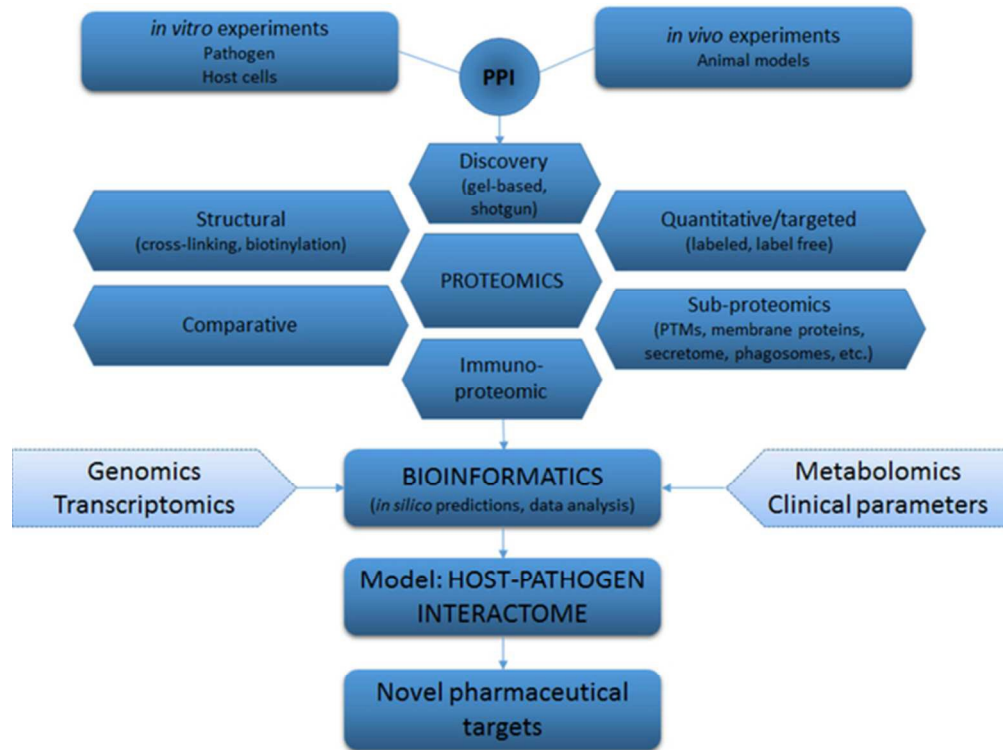 in vitro experiments
Pathogen
Host cells
PPI
in vivo experiments
Animal models
Discovery
(gel-based,
shotgun)
Structural
(cross-linking, biotinylation)
Quantitative/targeted
(labeled, label free)
PROTEOMICS
Comparative
Sub-proteomics
(PTMs, membrane proteins,
secretome, phagosomes, etc.)
Immuno-
proteomic
Genomics
Transcriptomics
BIOINFORMATICS
(in silico predictions, data analysis)
Metabolomics
Clinical parameters
Model: HOST-PATHOGEN
INTERACTOME
Novel pharmaceutical
targets